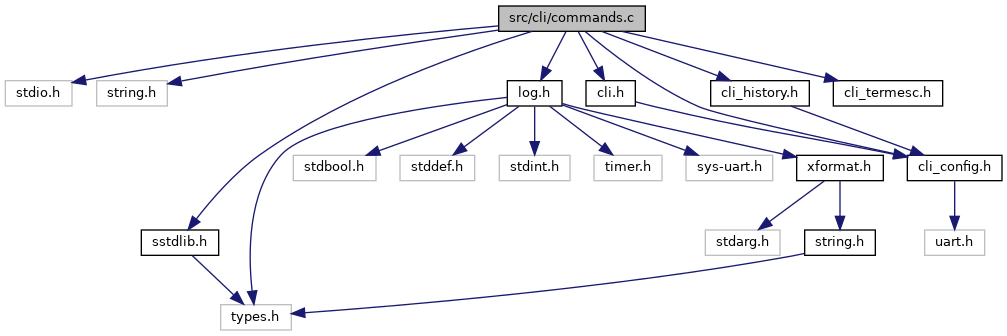 src/cli/commands.c
stdio.h
string.h
log.h
cli.h
cli_history.h
cli_termesc.h
stdbool.h
stddef.h
stdint.h
timer.h
sys-uart.h
xformat.h
cli_config.h
sstdlib.h
stdarg.h
string.h
uart.h
types.h